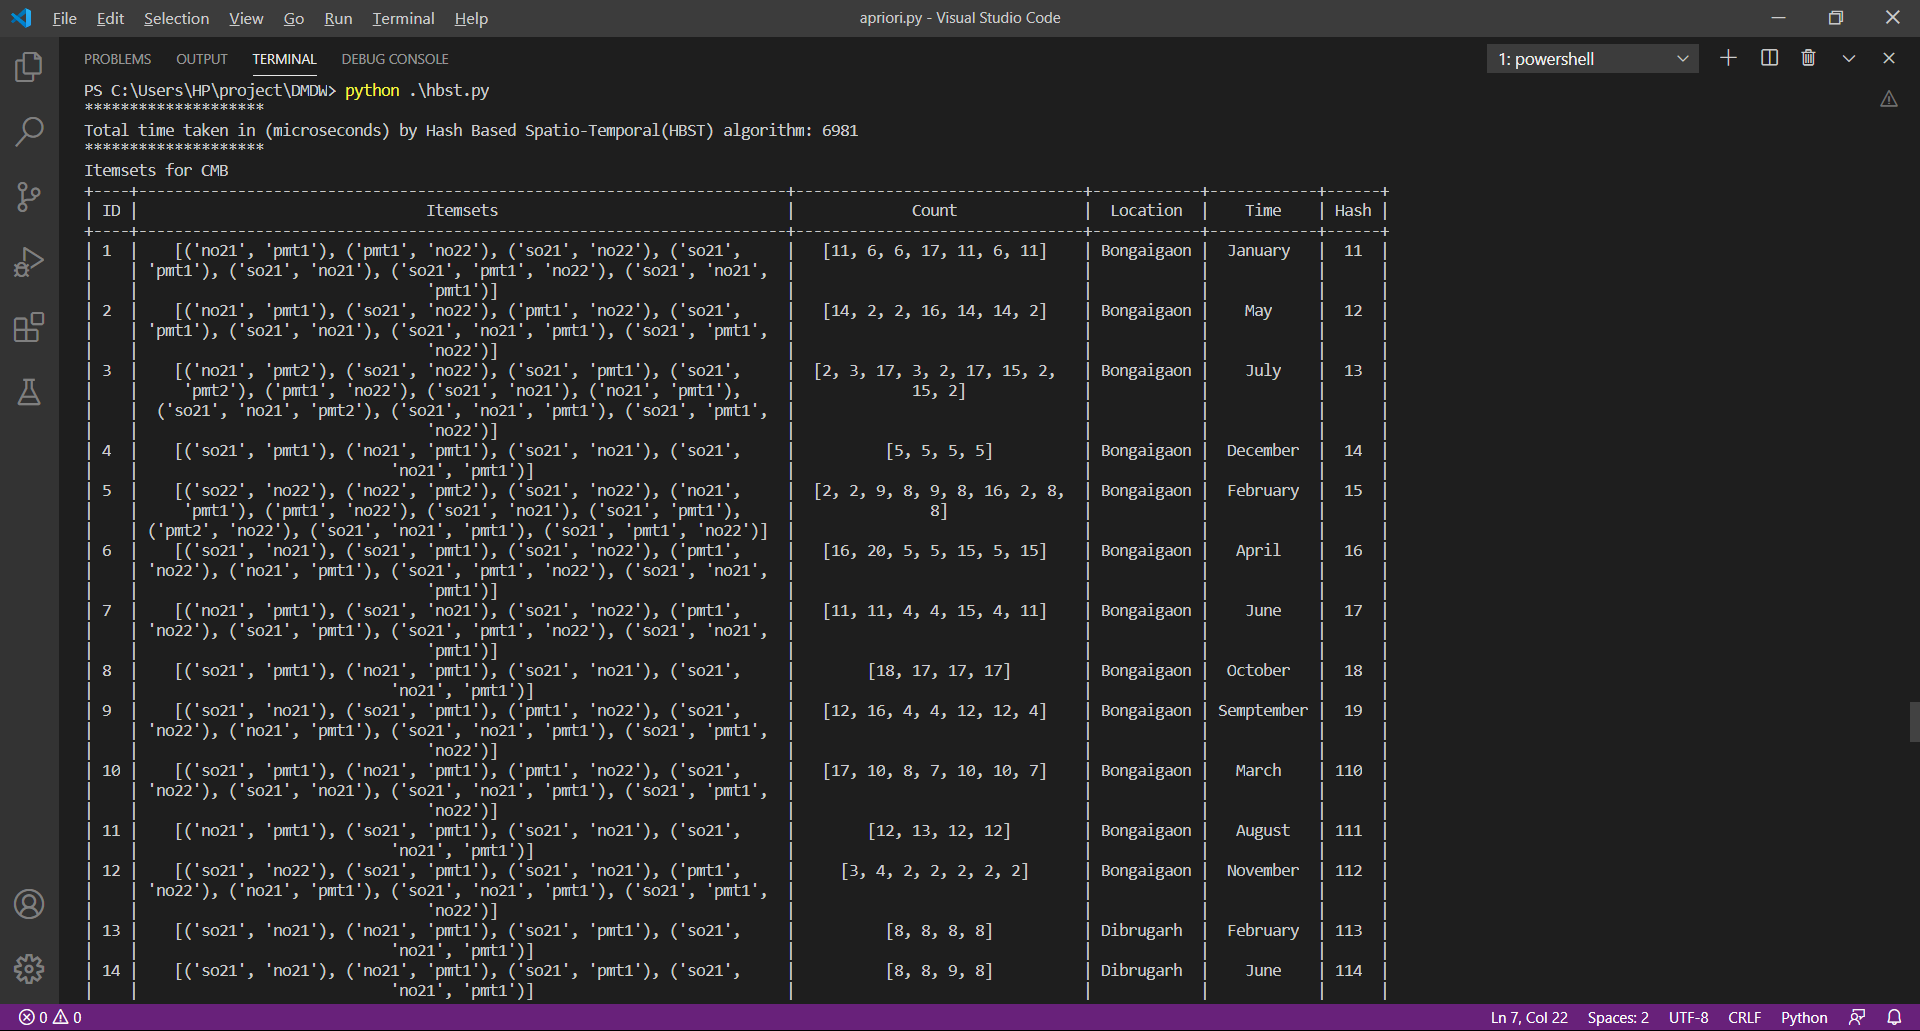 File Edit Selection View Go Run Terminal Help apriori.py - Visual Studio Code
PROBLEMS OUTPUT TERMINAL DEBUG CONSOLE 1: powershell
PS C:\Users\HP\project\DMDW> python .\hbst.py
********************
Total time taken in (microseconds) by Hash Based Spatio-Temporal(HBST) algorithm: 6981
********************
Itemsets for CMB
+----+------------------------------------------------------------------------+--------------------------------+------------+------------+------+
| ID | Itemsets | Count | Location | Time | Hash |
+----+------------------------------------------------------------------------+--------------------------------+------------+------------+------+
| 1 | [('no21', 'pmt1'), ('pmt1', 'no22'), ('so21', 'no22'), ('so21', | [11, 6, 6, 17, 11, 6, 11] | Bongaigaon | January | 11 |
| | 'pmt1'), ('so21', 'no21'), ('so21', 'pmt1', 'no22'), ('so21', 'no21', | | | | |
| | 'pmt1')] | | | | |
| 2 | [('no21', 'pmt1'), ('so21', 'no22'), ('pmt1', 'no22'), ('so21', | [14, 2, 2, 16, 14, 14, 2] | Bongaigaon | May | 12 |
| | 'pmt1'), ('so21', 'no21'), ('so21', 'no21', 'pmt1'), ('so21', 'pmt1', | | | | |
| | 'no22')] | | | | |
| 3 | [('no21', 'pmt2'), ('so21', 'no22'), ('so21', 'pmt1'), ('so21', | [2, 3, 17, 3, 2, 17, 15, 2, | Bongaigaon | July | 13 |
| | 'pmt2'), ('pmt1', 'no22'), ('so21', 'no21'), ('no21', 'pmt1'), | 15, 2] | | | |
| | ('so21', 'no21', 'pmt2'), ('so21', 'no21', 'pmt1'), ('so21', 'pmt1', | | | | |
| | 'no22')] | | | | |
| 4 | [('so21', 'pmt1'), ('no21', 'pmt1'), ('so21', 'no21'), ('so21', | [5, 5, 5, 5] | Bongaigaon | December | 14 |
| | 'no21', 'pmt1')] | | | | |
| 5 | [('so22', 'no22'), ('no22', 'pmt2'), ('so21', 'no22'), ('no21', | [2, 2, 9, 8, 9, 8, 16, 2, 8, | Bongaigaon | February | 15 |
| | 'pmt1'), ('pmt1', 'no22'), ('so21', 'no21'), ('so21', 'pmt1'), | 8] | | | |
| | ('pmt2', 'no22'), ('so21', 'no21', 'pmt1'), ('so21', 'pmt1', 'no22')] | | | | |
| 6 | [('so21', 'no21'), ('so21', 'pmt1'), ('so21', 'no22'), ('pmt1', | [16, 20, 5, 5, 15, 5, 15] | Bongaigaon | April | 16 |
| | 'no22'), ('no21', 'pmt1'), ('so21', 'pmt1', 'no22'), ('so21', 'no21', | | | | |
| | 'pmt1')] | | | | |
| 7 | [('no21', 'pmt1'), ('so21', 'no21'), ('so21', 'no22'), ('pmt1', | [11, 11, 4, 4, 15, 4, 11] | Bongaigaon | June | 17 |
| | 'no22'), ('so21', 'pmt1'), ('so21', 'pmt1', 'no22'), ('so21', 'no21', | | | | |
| | 'pmt1')] | | | | |
| 8 | [('so21', 'pmt1'), ('no21', 'pmt1'), ('so21', 'no21'), ('so21', | [18, 17, 17, 17] | Bongaigaon | October | 18 |
| | 'no21', 'pmt1')] | | | | |
| 9 | [('so21', 'no21'), ('so21', 'pmt1'), ('pmt1', 'no22'), ('so21', | [12, 16, 4, 4, 12, 12, 4] | Bongaigaon | Semptember | 19 |
| | 'no22'), ('no21', 'pmt1'), ('so21', 'no21', 'pmt1'), ('so21', 'pmt1', | | | | |
| | 'no22')] | | | | |
| 10 | [('so21', 'pmt1'), ('no21', 'pmt1'), ('pmt1', 'no22'), ('so21', | [17, 10, 8, 7, 10, 10, 7] | Bongaigaon | March | 110 |
| | 'no22'), ('so21', 'no21'), ('so21', 'no21', 'pmt1'), ('so21', 'pmt1', | | | | |
| | 'no22')] | | | | |
| 11 | [('no21', 'pmt1'), ('so21', 'pmt1'), ('so21', 'no21'), ('so21', | [12, 13, 12, 12] | Bongaigaon | August | 111 |
| | 'no21', 'pmt1')] | | | | |
| 12 | [('so21', 'no22'), ('so21', 'pmt1'), ('so21', 'no21'), ('pmt1', | [3, 4, 2, 2, 2, 2, 2] | Bongaigaon | November | 112 |
| | 'no22'), ('no21', 'pmt1'), ('so21', 'no21', 'pmt1'), ('so21', 'pmt1', | | | | |
| | 'no22')] | | | | |
| 13 | [('so21', 'no21'), ('no21', 'pmt1'), ('so21', 'pmt1'), ('so21', | [8, 8, 8, 8] | Dibrugarh | February | 113 |
| | 'no21', 'pmt1')] | | | | |
| 14 | [('so21', 'no21'), ('no21', 'pmt1'), ('so21', 'pmt1'), ('so21', | [8, 8, 9, 8] | Dibrugarh | June | 114 |
| | 'no21', 'pmt1')] | | | | |
0 0 Ln 7, Col 22 Spaces: 2 UTF-8 CRLF Python